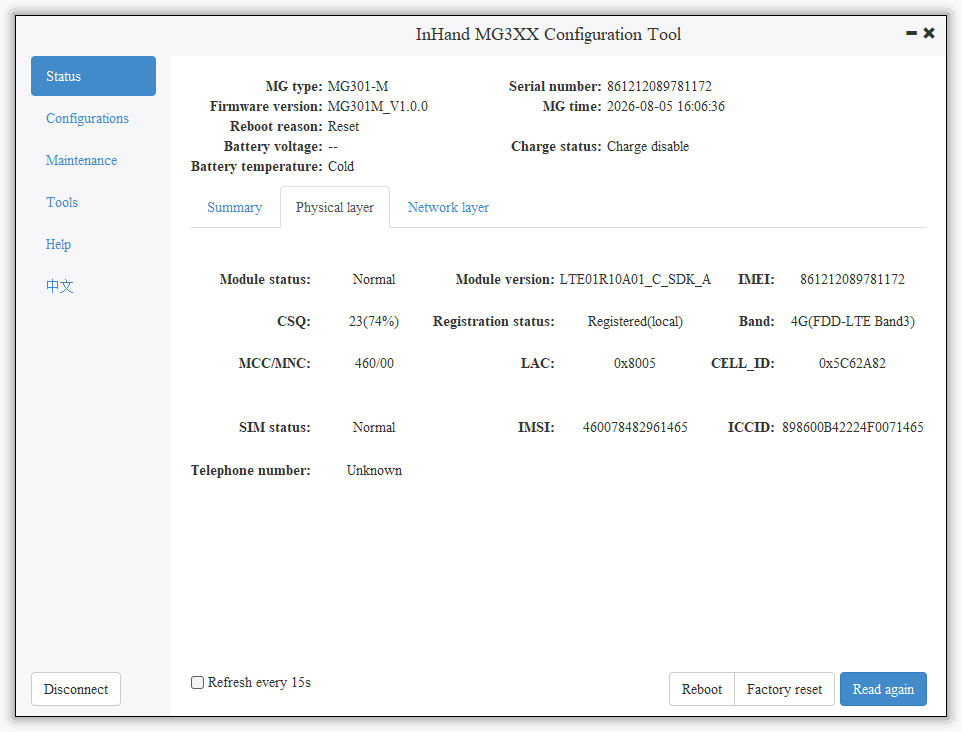 InHand MG3XX Configuration Tool
Status
Configurations
Maintenance
Tools
Help
中文
Disconnect
MG type: MG301-M Serial number: 861212089781172
Firmware version: MG301M_V1.0.0 MG time: 2026-08-05 16:06:36
Reboot reason: Reset
Battery voltage: -- Charge status: Charge disable
Battery temperature: Cold
Summary Physical layer Network layer
Module status: Normal Module version: LTE01R10A01_C_SDK_A IMEI: 861212089781172
CSQ: 23(74%) Registration status: Registered(local) Band: 4G(FDD-LTE Band3)
MCC/MNC: 460/00 LAC: 0x8005 CELL_ID: 0x5C62A82
SIM status: Normal IMSI: 460078482961465 ICCID: 898600B42224F0071465
Telephone number: Unknown
Refresh every 15s
Reboot Factory reset Read again